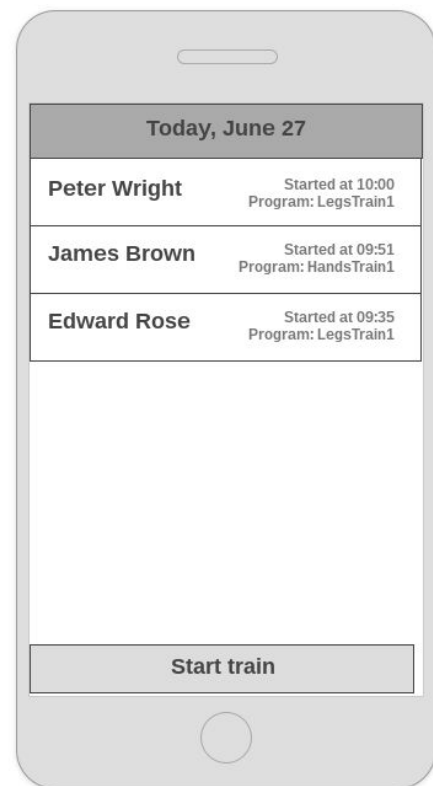 Today, June 27
Peter Wright
Started at 10:00
Program: LegsTrain1
James Brown
Started at 09:51
Program: HandsTrain1
Edward Rose
Started at 09:35
Program: LegsTrain1
Start train